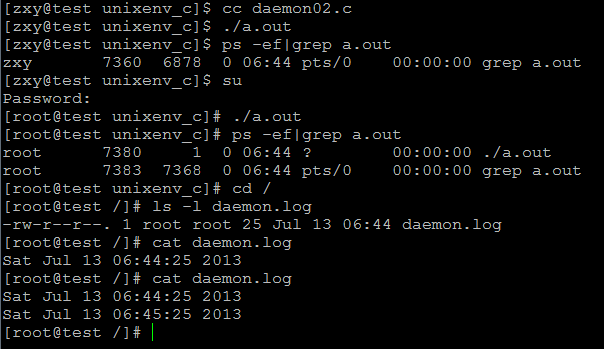 [zxy@test unixenv_c]$ cc daemon02.c
[zxy@test unixenv_c]$ ./a.out
[zxy@test unixenv_c]$ ps -ef|grep a.out
zxy       7360  6878  0 06:44 pts/0    00:00:00 grep a.out
[zxy@test unixenv_c]$ su
Password:
[root@test unixenv_c]# ./a.out
[root@test unixenv_c]# ps -ef|grep a.out
root      7380     1  0 06:44 ?        00:00:00 ./a.out
root      7383  7368  0 06:44 pts/0    00:00:00 grep a.out
[root@test unixenv_c]# cd /
[root@test /]# ls -l daemon.log
-rw-r--r--. 1 root root 25 Jul 13 06:44 daemon.log
[root@test /]# cat daemon.log
Sat Jul 13 06:44:25 2013
[root@test /]# cat daemon.log
Sat Jul 13 06:44:25 2013
Sat Jul 13 06:45:25 2013
[root@test /]#